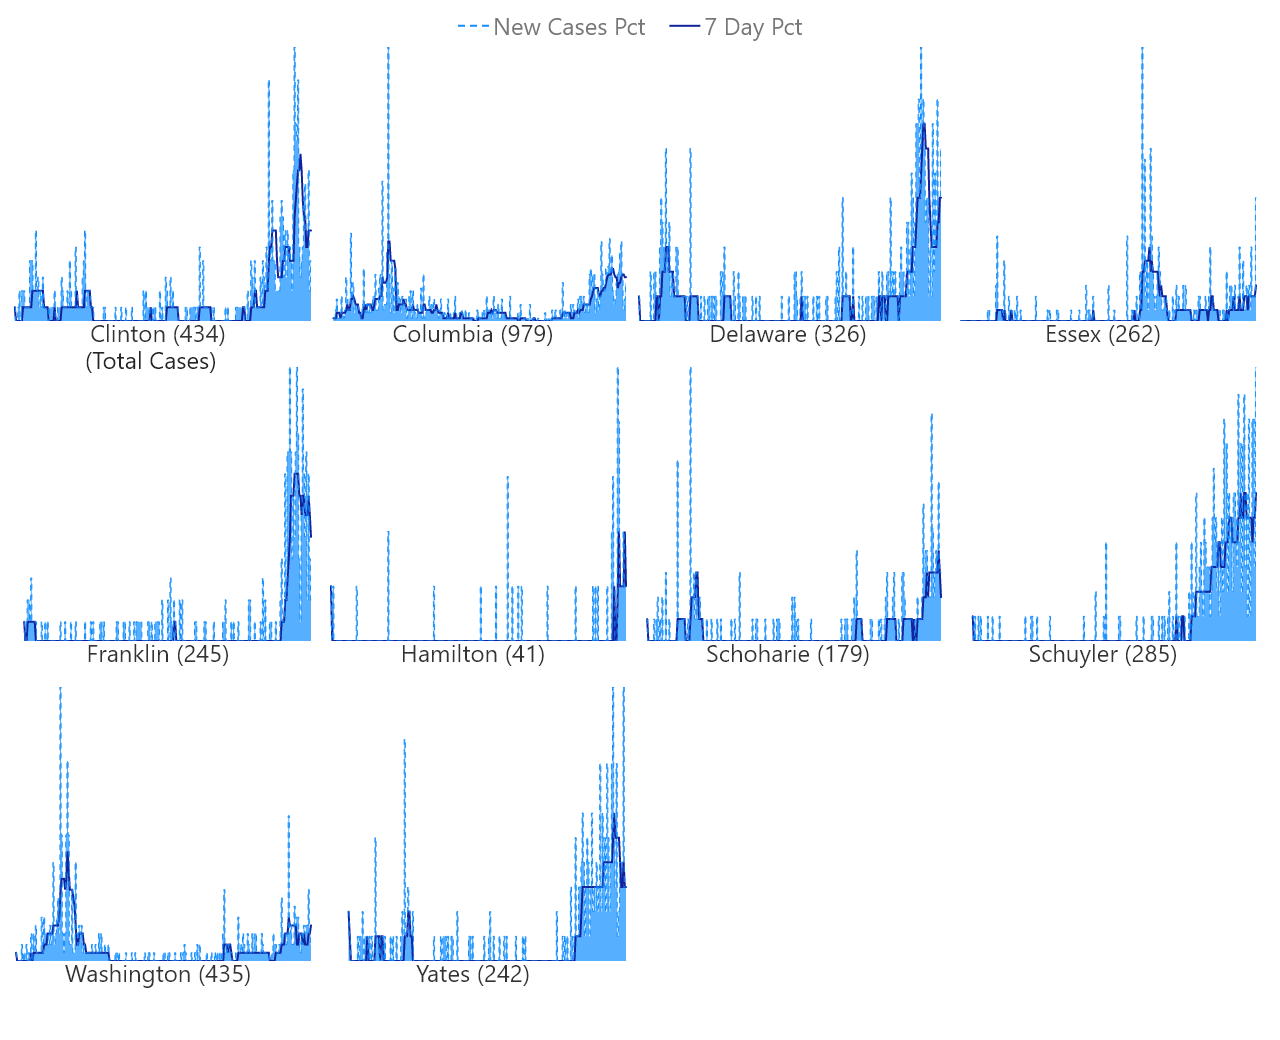 New Cases Pct 7 Day Pct
Clinton (434) Columbia (979) Delaware (326) Essex (262)
(Total Cases)
Franklin (245) Hamilton (41) Schoharie (179) Schuyler (285)
Washington (435) Yates (242)